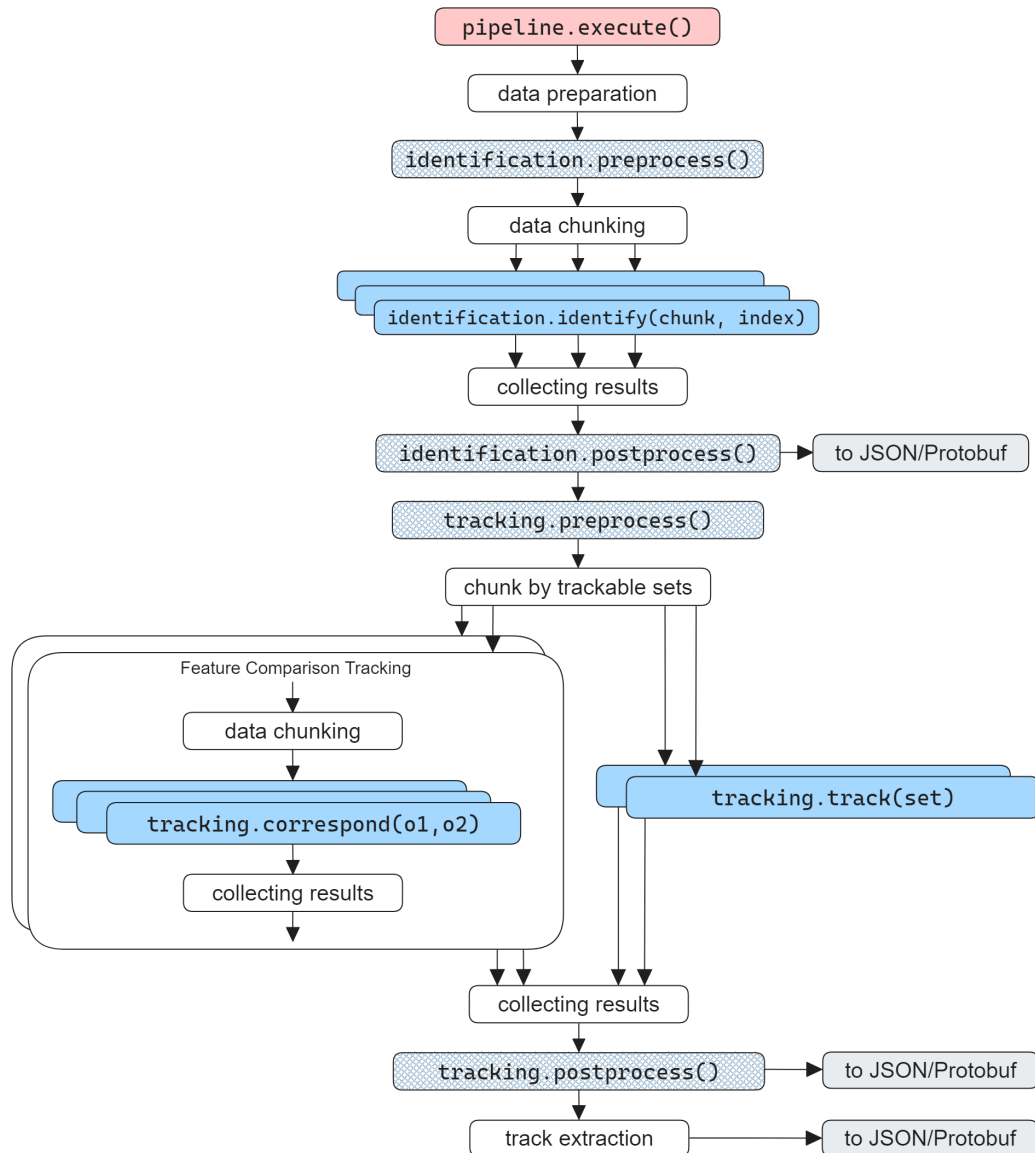 pipeline.execute()
data preparation
identification.preprocess()
data chunking
identification.identify(chunk, index)
collecting results
identification.postprocess()
to JSON/Protobuf
tracking.preprocess()
chunk by trackable sets
Feature Comparison Tracking
data chunking
tracking.correspond(o1,o2)
collecting results
tracking.track(set)
collecting results
tracking.postprocess()
to JSON/Protobuf
track extraction
to JSON/Protobuf